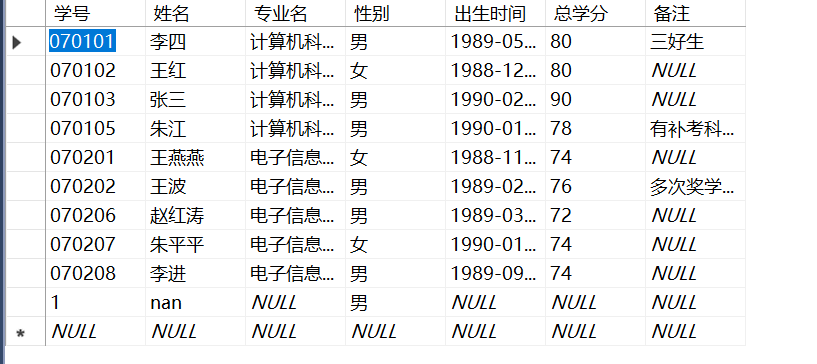 学号 姓名 专业名 性别 出生时间 总学分 备注
070101 李四 计算机科... 男 1989-05... 80 三好生
070102 王红 计算机科... 女 1988-12... 80 NULL
070103 张三 计算机科... 男 1990-02... 90 NULL
070105 朱江 计算机科... 男 1990-01... 78 有补考科...
070201 王燕燕 电子信息... 女 1988-11... 74 NULL
070202 王波 电子信息... 男 1989-02... 76 多次奖学...
070206 赵红涛 电子信息... 男 1989-03... 72 NULL
070207 朱平平 电子信息... 女 1990-01... 74 NULL
070208 李进 电子信息... 男 1989-09... 74 NULL
1 nan NULL 男 NULL NULL NULL
* NULL NULL NULL NULL NULL NULL NULL